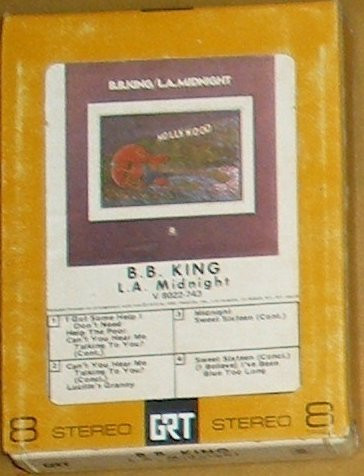 B.B.KING/L.A.MIDNIGHT
HOLLYWOOD
B.B. KING
L.A. Midnight
V 8022-743
1 I Got Some Help I
Don't Need
Help The Poor
Can't You Hear Me
Talking To You?
(Cont.)
2 Can't You Hear Me
Talking To You?
(Concl.)
Lucille's Granny
3 Midnight
Sweet Sixteen (Cont.)
4 Sweet Sixteen (Concl.)
(I Believe) I've Been
Blue Too Long
8 STEREO GRT STEREO 8
GRT B.B. KING